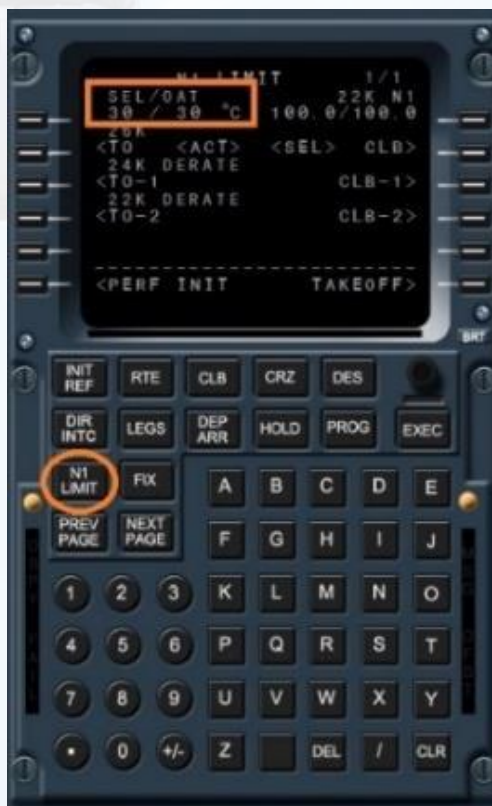 N1 LIMIT 1/1
SEL/OAT 22K N1
30 / 30 °C 100.0/100.0
26K
<TO <ACT> <SEL> CLB>
24K DERATE
<TO-1 CLB-1>
22K DERATE
<TO-2 CLB-2>
<PERF INIT TAKEOFF>
BRT
INIT REF RTE CLB CRZ DES
DIR INTC LEGS DEP ARR HOLD PROG EXEC
N1 LIMIT FIX A B C D E
PREV PAGE NEXT PAGE F G H I J
1 2 3 K L M N O
4 5 6 P Q R S T
7 8 9 U V W X Y
. 0 +/- Z DEL / CLR